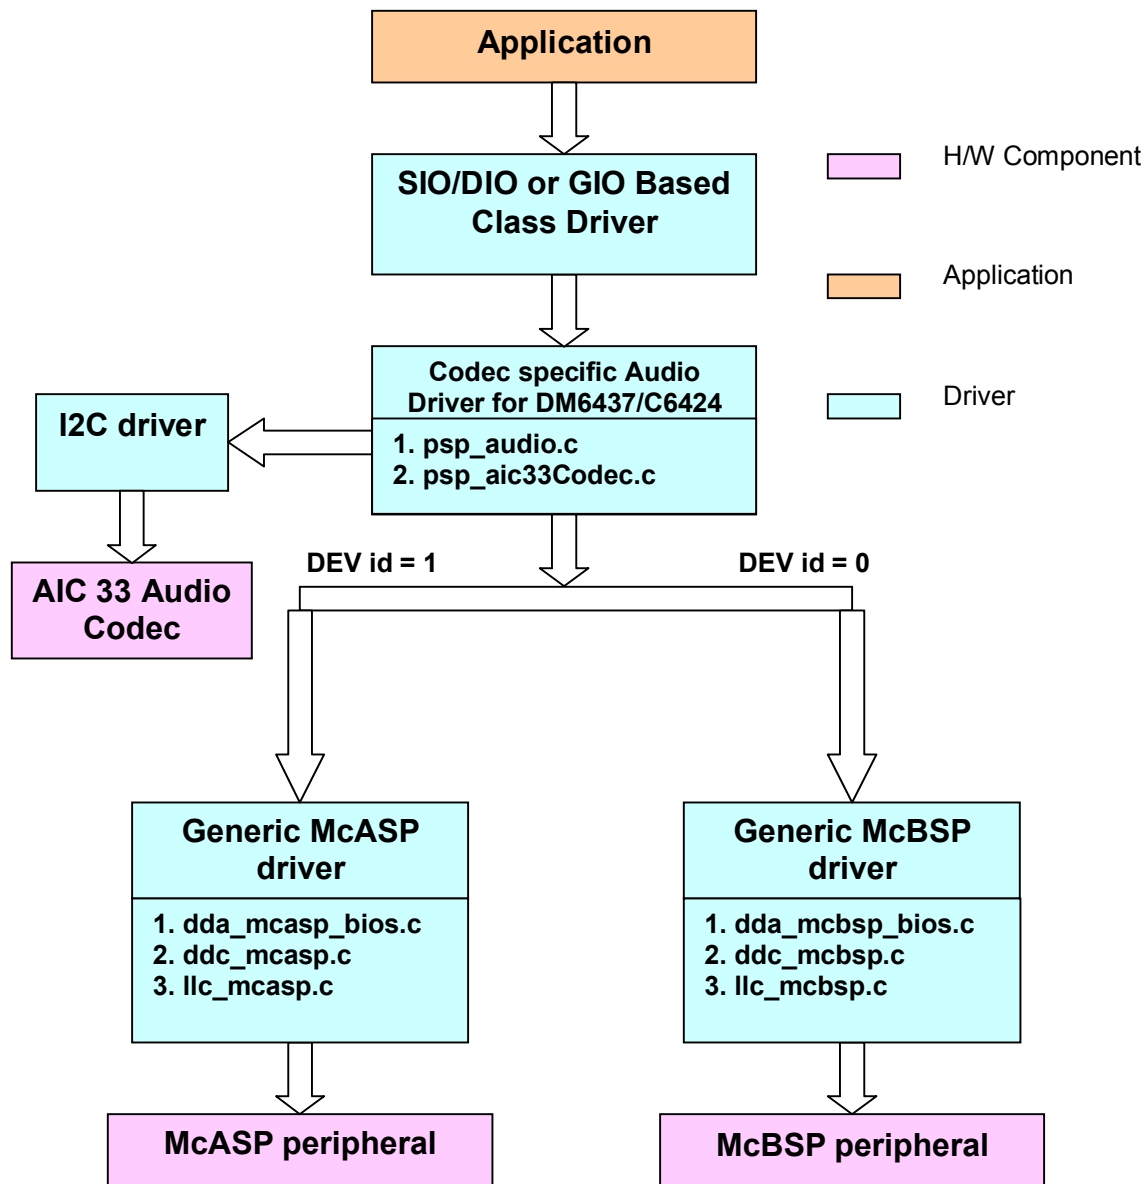 Application
SIO/DIO or GIO Based
Class Driver
H/W Component
Application
Driver
Codec specific Audio
Driver for DM6437/C6424
1. psp_audio.c
2. psp_aic33Codec.c
I2C driver
AIC 33 Audio
Codec
DEV id = 1
DEV id = 0
Generic McASP
driver
1. dda_mcasp_bios.c
2. ddc_mcasp.c
3. llc_mcasp.c
Generic McBSP
driver
1. dda_mcbsp_bios.c
2. ddc_mcbsp.c
3. llc_mcbsp.c
McASP peripheral
McBSP peripheral